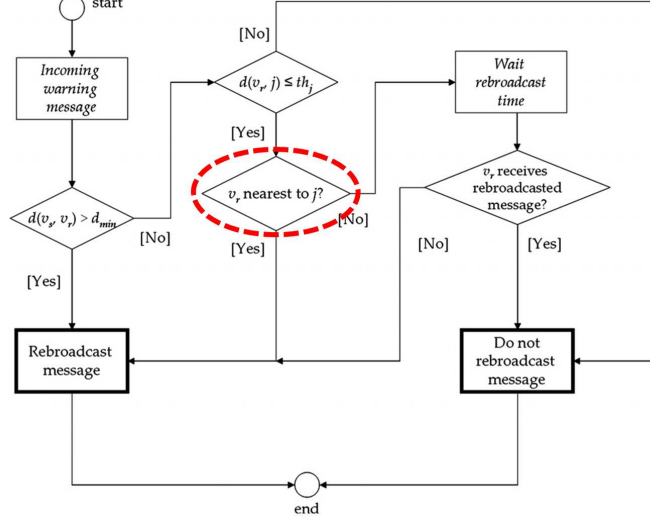 start
[No]
Incoming
warning
message
d(vr, j) ≤ thj
Wait
rebroadcast
time
[Yes]
vr nearest to j?
vr receives
rebroadcasted
message?
d(vs, vr) > dmin
[No]
[No]
[Yes]
[No]
[Yes]
[Yes]
Rebroadcast
message
Do not
rebroadcast
message
end